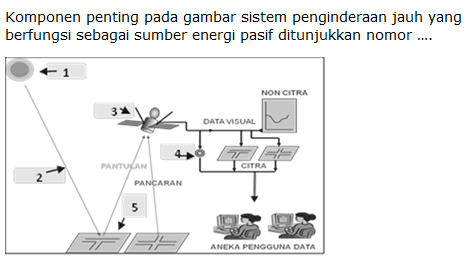 Komponen penting pada gambar sistem penginderaan jauh yang
berfungsi sebagai sumber energi pasif ditunjukkan nomor ....
1
NON CITRA
3
DATA VISUAL
4
PANTULAN
CITRA
2
PANCARAN
5
ANEKA PENGGUNA DATA